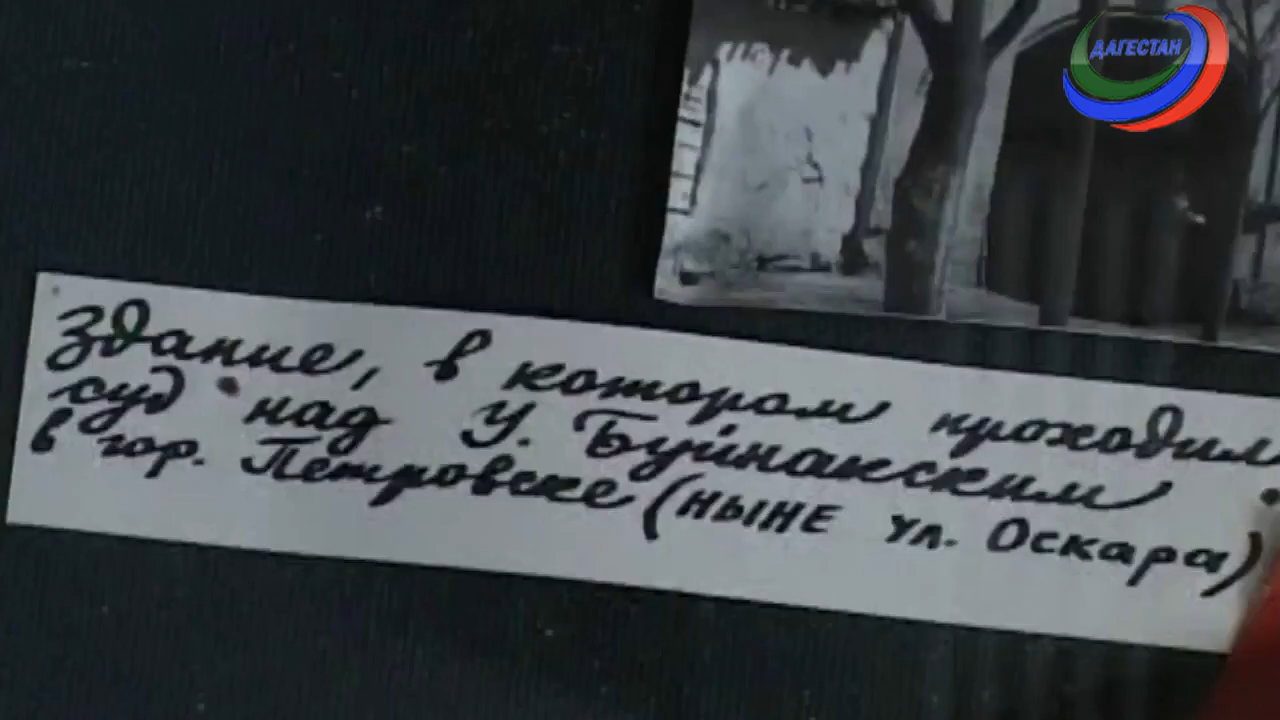 ДАГЕСТАН
Здание, в котором проходил
суд над У. Буйнакским
в гор. Петровске (НЫНЕ ул. Оскара)